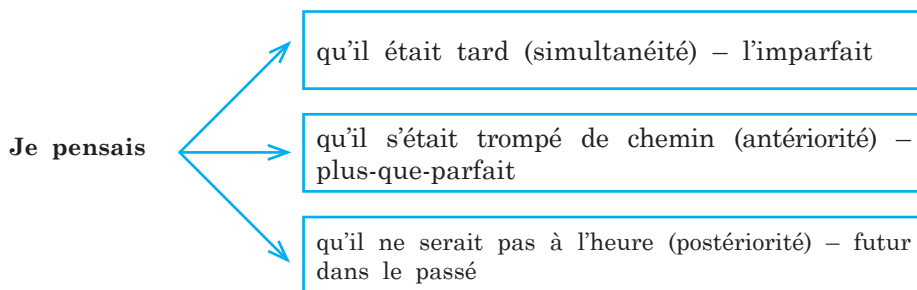 Je pensais
qu'il était tard (simultanéité) – l'imparfait
qu'il s'était trompé de chemin (antériorité) –
plus-que-parfait
qu'il ne serait pas à l'heure (postériorité) – futur
dans le passé